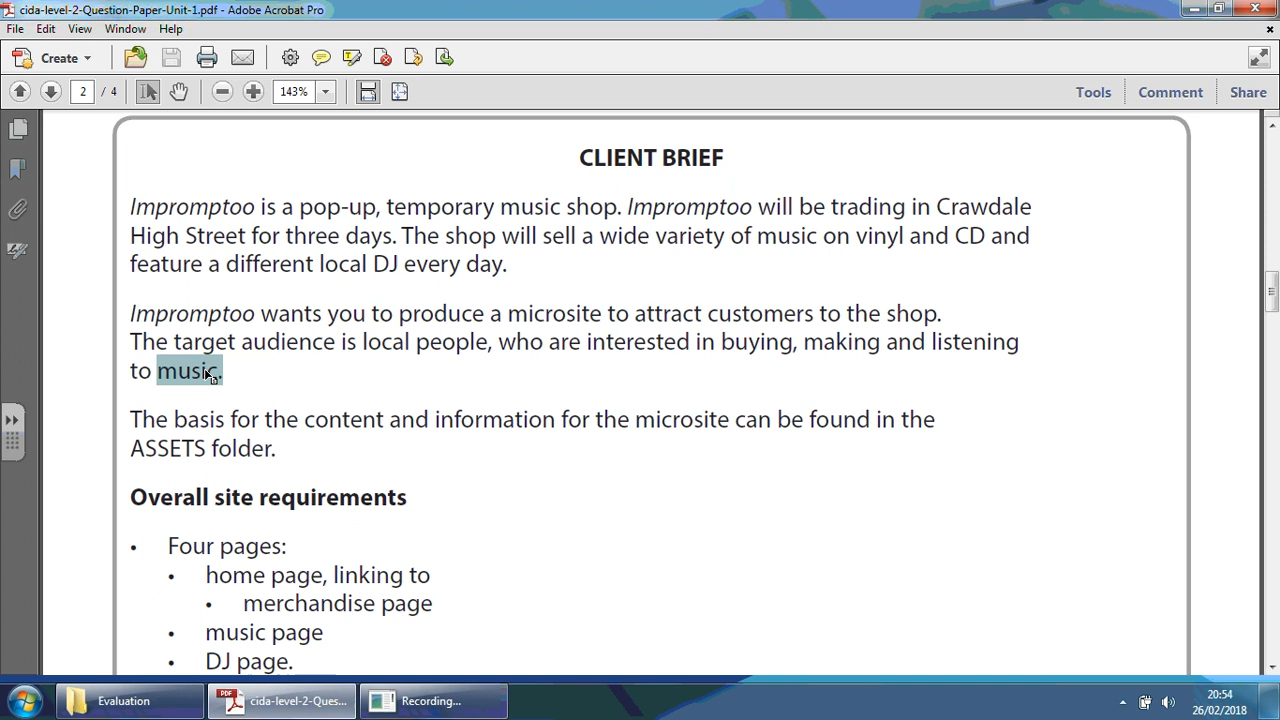 cida-level-2-Question-Paper-Unit-1.pdf - Adobe Acrobat Pro
File Edit View Window Help
Create
2 / 4 143% Tools Comment Share
CLIENT BRIEF
Impromptoo is a pop-up, temporary music shop. Impromptoo will be trading in Crawdale
High Street for three days. The shop will sell a wide variety of music on vinyl and CD and
feature a different local DJ every day.
Impromptoo wants you to produce a microsite to attract customers to the shop.
The target audience is local people, who are interested in buying, making and listening
to music.
The basis for the content and information for the microsite can be found in the
ASSETS folder.
Overall site requirements
• Four pages:
• home page, linking to
• merchandise page
• music page
• DJ page.
Evaluation cida-level-2-Ques... Recording... 20:54
26/02/2018